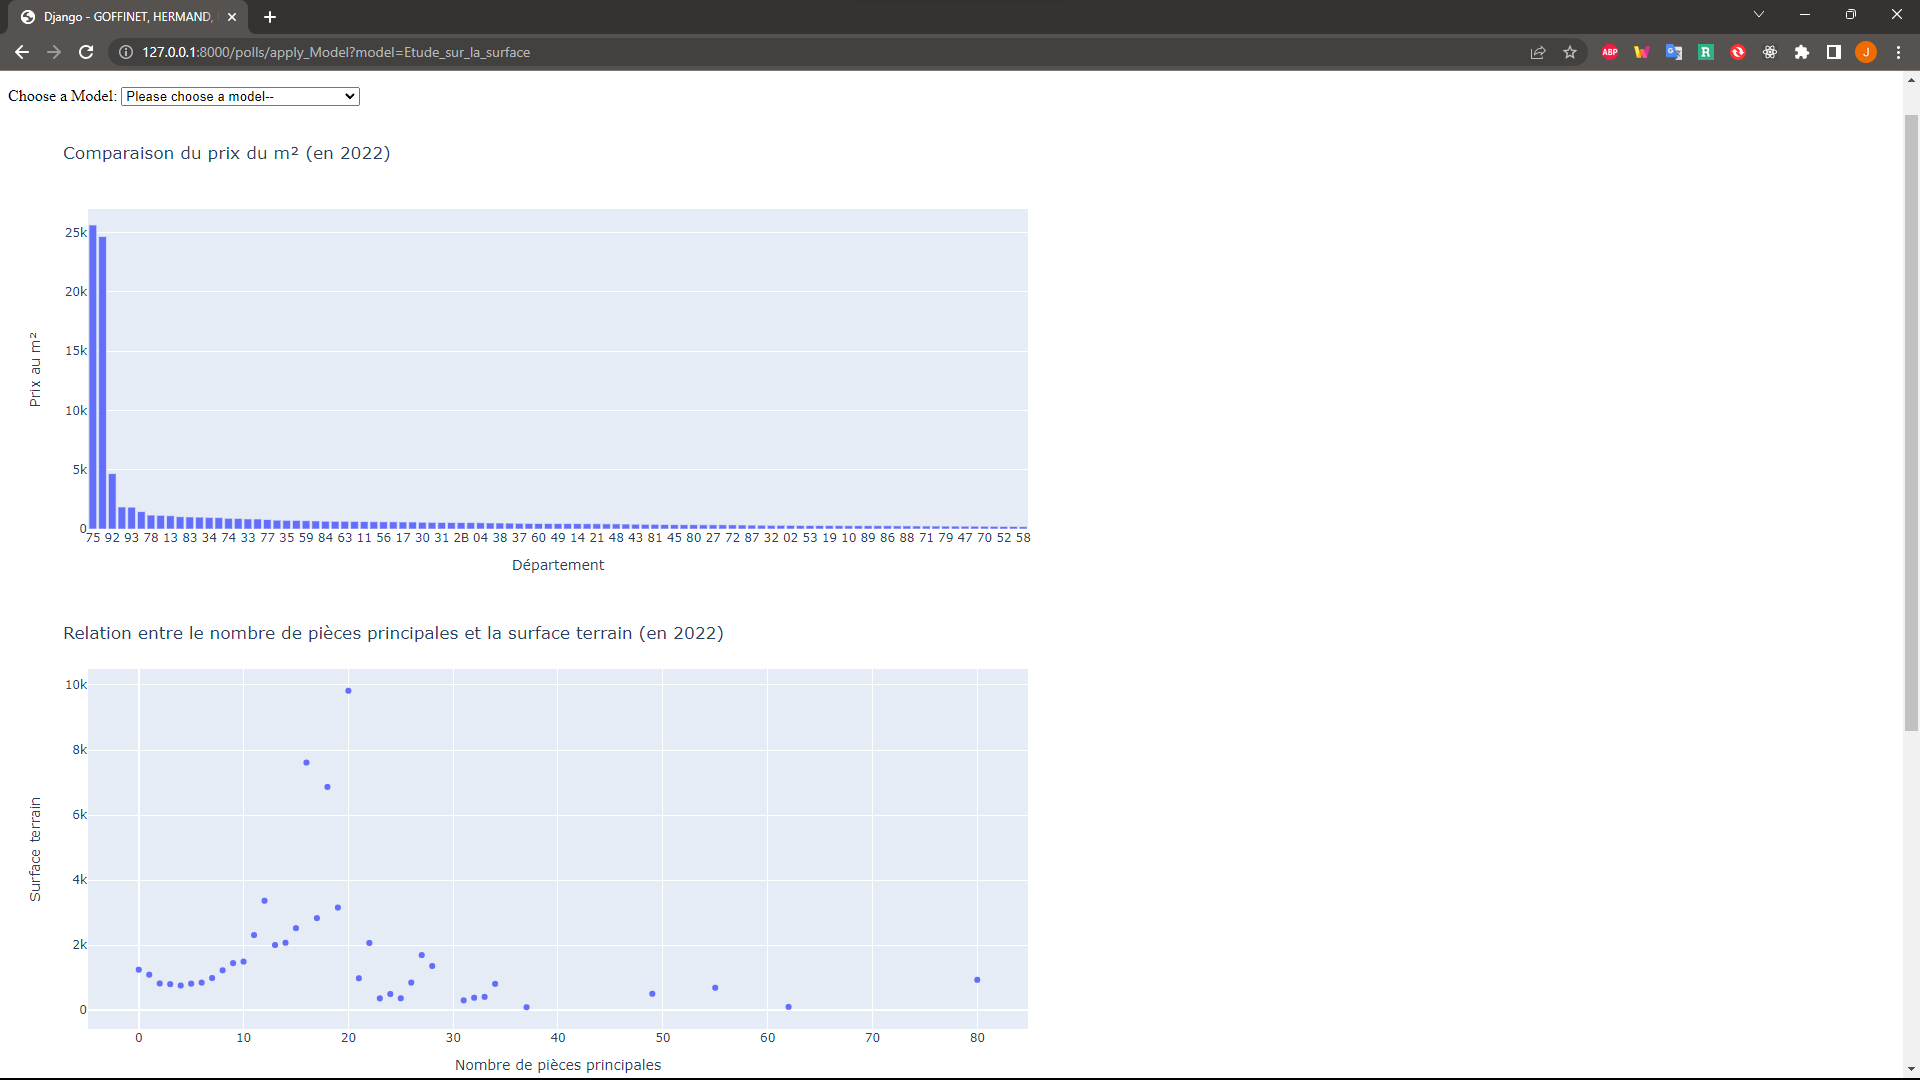 Django - GOFFINET, HERMAND,
127.0.0.1:8000/polls/apply_Model?model=Etude_sur_la_surface
ABP
R
J
Choose a Model: Please choose a model--
Comparaison du prix du m² (en 2022)
25k
20k
15k
10k
5k
0
Prix au m²
75 92 93 78 13 83 34 74 33 77 35 59 84 63 11 56 17 30 31 2B 04 38 37 60 49 14 21 48 43 81 45 80 27 72 87 32 02 53 19 10 89 86 88 71 79 47 70 52 58
Département
Relation entre le nombre de pièces principales et la surface terrain (en 2022)
10k
8k
6k
4k
2k
0
Surface terrain
0 10 20 30 40 50 60 70 80
Nombre de pièces principales